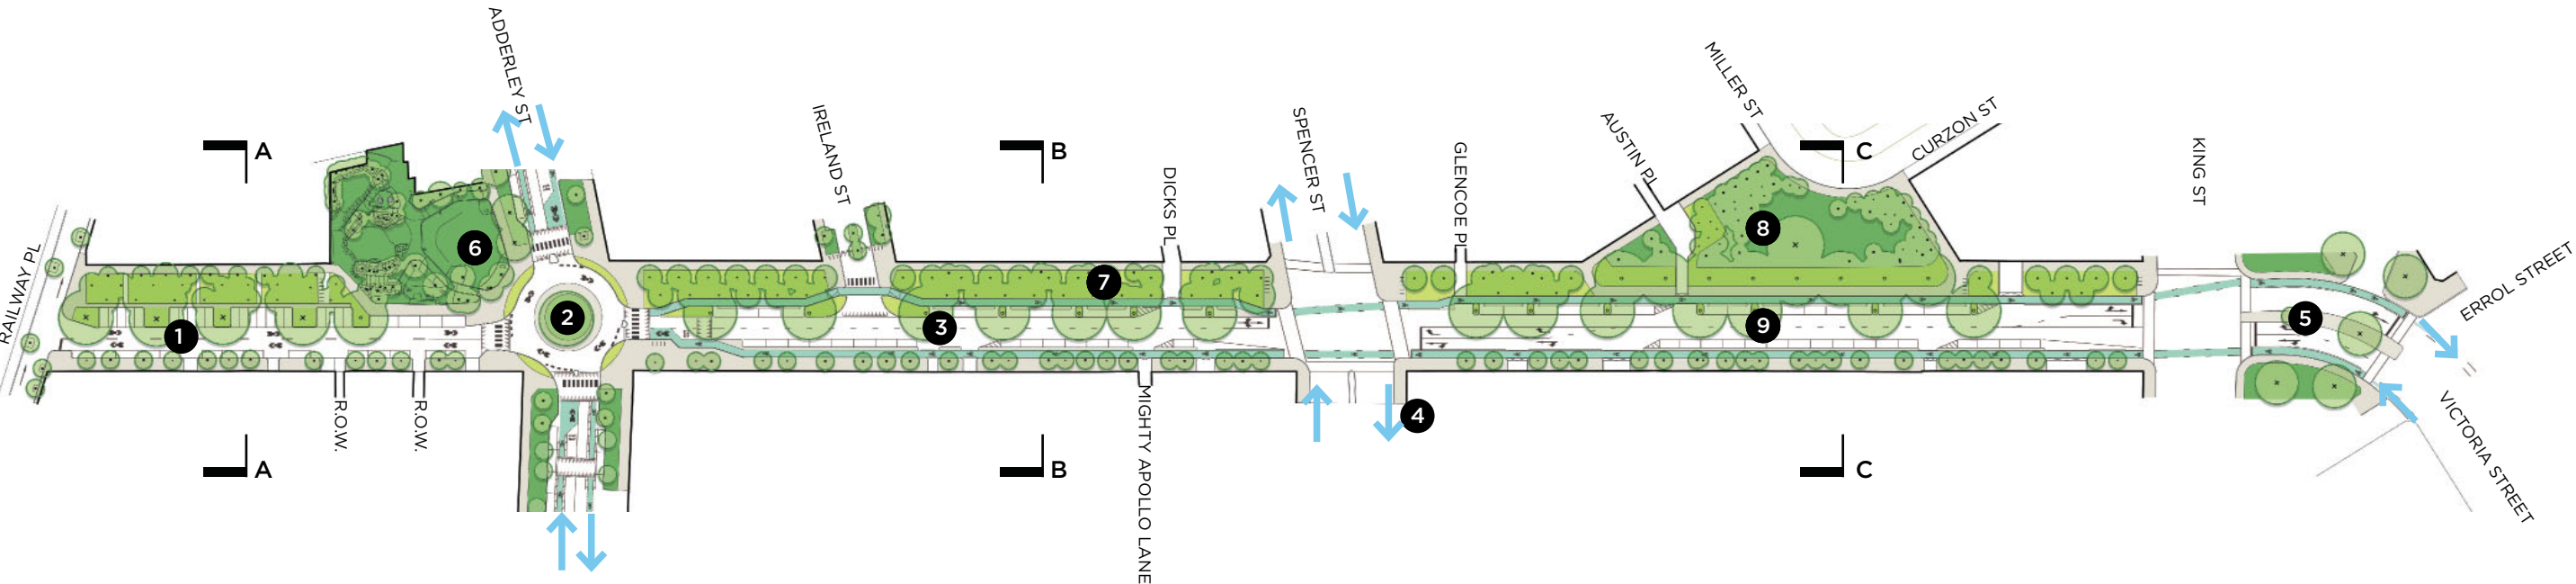 RAILWAY PL
ADDERLEY ST
IRELAND ST
DICKS PL
SPENCER ST
GLENCOE PL
AUSTIN PL
MILLER ST
CURZON ST
KING ST
ERROL STREET
VICTORIA STREET
A
B
C
6
8
7
1
2
3
9
5
4
R.O.W.
R.O.W.
MIGHTY APOLLO LANE
A
B
C